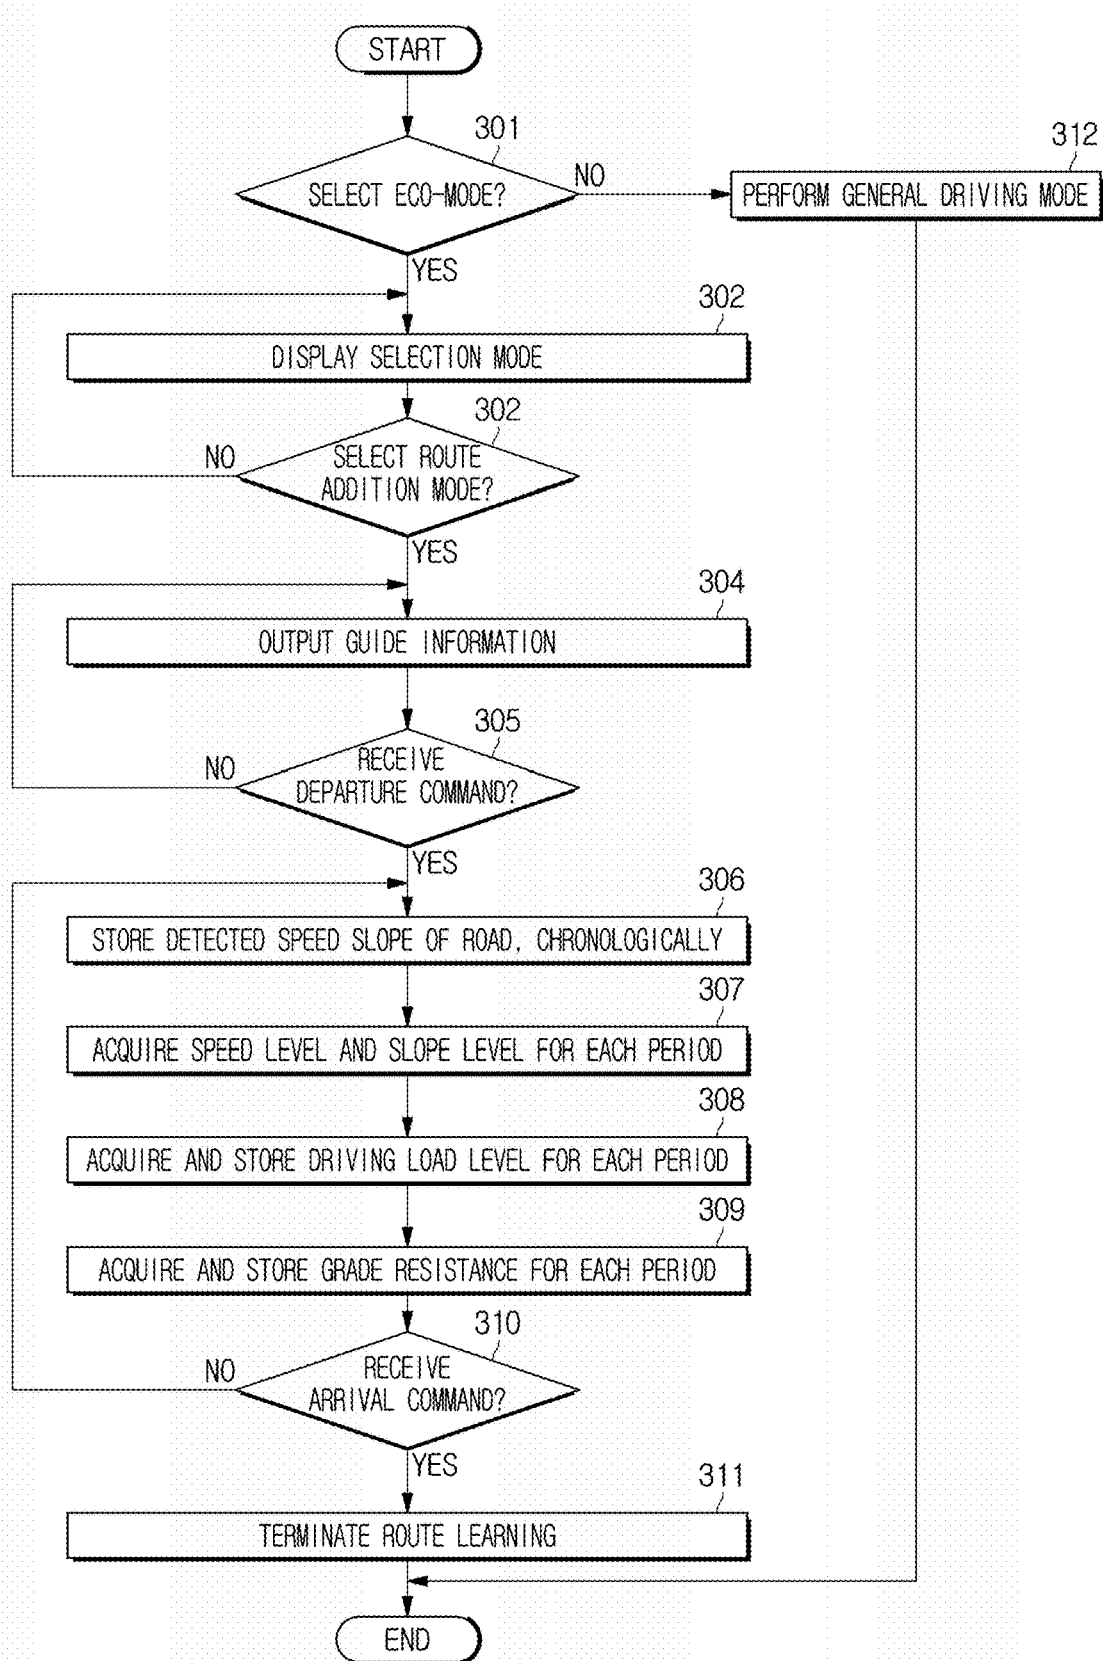 START
301
SELECT ECO-MODE?
NO
312
PERFORM GENERAL DRIVING MODE
YES
302
DISPLAY SELECTION MODE
302
NO
SELECT ROUTE
ADDITION MODE?
YES
304
OUTPUT GUIDE INFORMATION
305
NO
RECEIVE
DEPARTURE COMMAND?
YES
306
STORE DETECTED SPEED SLOPE OF ROAD, CHRONOLOGICALLY
307
ACQUIRE SPEED LEVEL AND SLOPE LEVEL FOR EACH PERIOD
308
ACQUIRE AND STORE DRIVING LOAD LEVEL FOR EACH PERIOD
309
ACQUIRE AND STORE GRADE RESISTANCE FOR EACH PERIOD
310
NO
RECEIVE
ARRIVAL COMMAND?
YES
311
TERMINATE ROUTE LEARNING
END